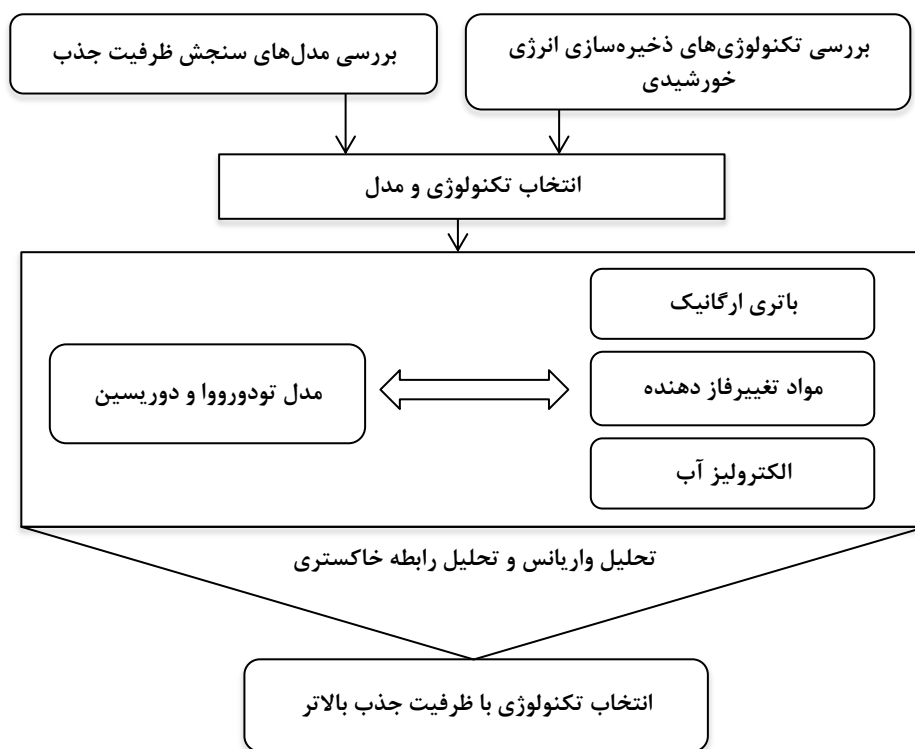 بررسی تکنولوژی‌های ذخیره‌سازی انرژی
خورشیدی
بررسی مدل‌های سنجش ظرفیت جذب
انتخاب تکنولوژی و مدل
باتری ارگانیک
مواد تغییرفاز دهنده
الکترولیز آب
مدل تودورووا و دوریسین
تحلیل واریانس و تحلیل رابطه خاکستری
انتخاب تکنولوژی با ظرفیت جذب بالاتر